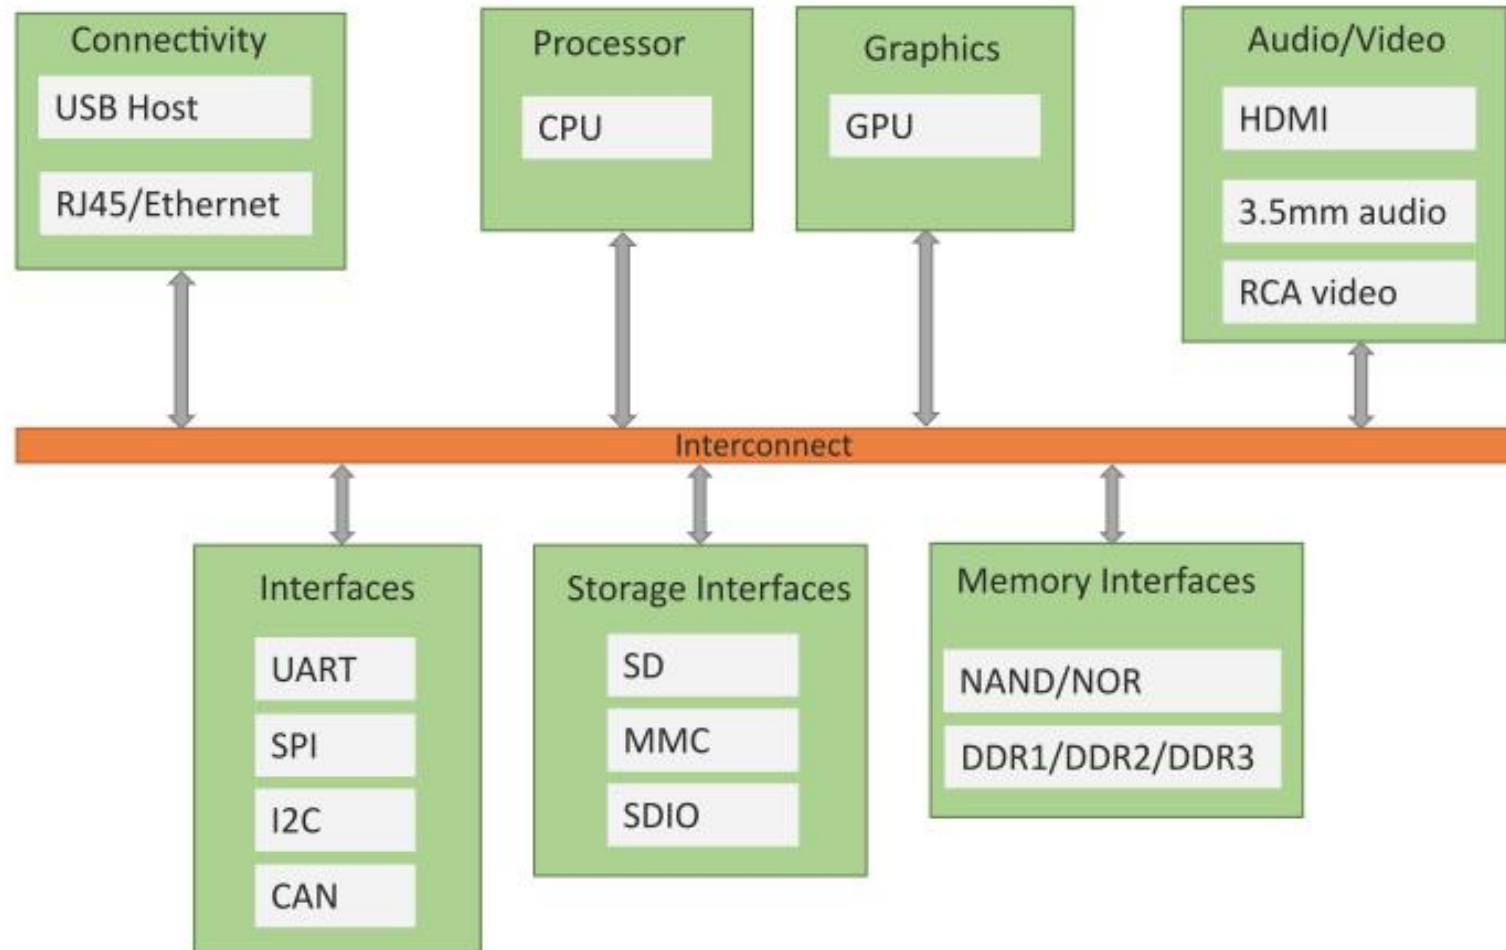 Connectivity
USB Host
RJ45/Ethernet
Processor
CPU
Graphics
GPU
Audio/Video
HDMI
3.5mm audio
RCA video
Interconnect
Interfaces
UART
SPI
I2C
CAN
Storage Interfaces
SD
MMC
SDIO
Memory Interfaces
NAND/NOR
DDR1/DDR2/DDR3